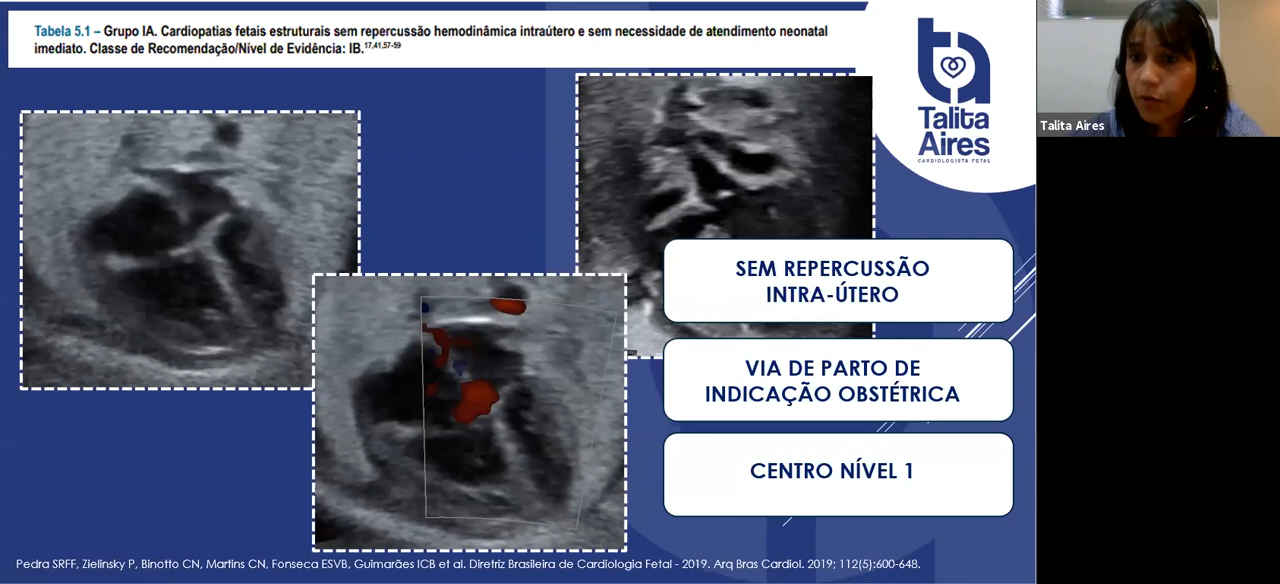 Tabela 5.1 – Grupo IA. Cardiopatias fetais estruturais sem repercussão hemodinâmica intraútero e sem necessidade de atendimento neonatal
imediato. Classe de Recomendação/Nível de Evidência: IB.17,41,57-59
ta
Talita
Aires
CARDIOLOGISTA FETAL
Talita Aires
SEM REPERCUSSÃO
INTRA-ÚTERO
VIA DE PARTO DE
INDICAÇÃO OBSTÉTRICA
CENTRO NÍVEL 1
Pedra SRFF, Zielinsky P, Binotto CN, Martins CN, Fonseca ESVB, Guimarães ICB et al. Diretriz Brasileira de Cardiologia Fetal - 2019. Arq Bras Cardiol. 2019; 112(5):600-648.